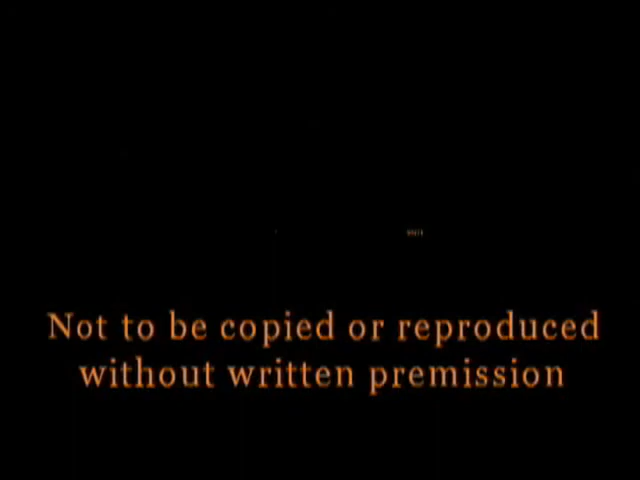 Not to be copied or reproduced
without written premission